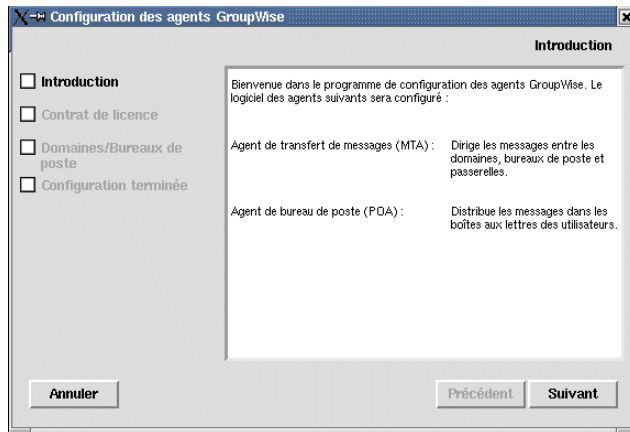 Configuration des agents GroupWise
Introduction
Introduction
Contrat de licence
Domaines/Bureaux de
poste
Configuration terminée
Bienvenue dans le programme de configuration des agents GroupWise. Le
logiciel des agents suivants sera configuré :
Agent de transfert de messages (MTA) : Dirige les messages entre les
domaines, bureaux de poste et
passerelles.
Agent de bureau de poste (POA) : Distribue les messages dans les
boîtes aux lettres des utilisateurs.
Annuler
Précédent
Suivant